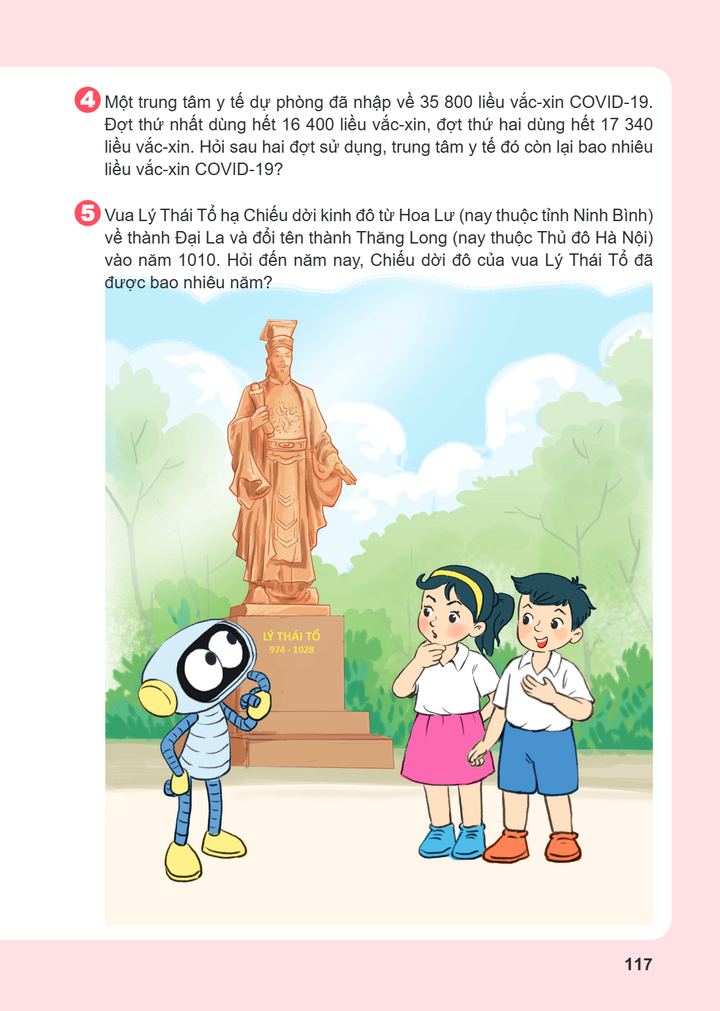 4 Một trung tâm y tế dự phòng đã nhập về 35 800 liều vắc-xin COVID-19.
Đợt thứ nhất dùng hết 16 400 liều vắc-xin, đợt thứ hai dùng hết 17 340
liều vắc-xin. Hỏi sau hai đợt sử dụng, trung tâm y tế đó còn lại bao nhiêu
liều vắc-xin COVID-19?
5 Vua Lý Thái Tổ hạ Chiếu dời kinh đô từ Hoa Lư (nay thuộc tỉnh Ninh Bình)
về thành Đại La và đổi tên thành Thăng Long (nay thuộc Thủ đô Hà Nội)
vào năm 1010. Hỏi đến năm nay, Chiếu dời đô của vua Lý Thái Tổ đã
được bao nhiêu năm?
LÝ THÁI TỔ
974 - 1028
117